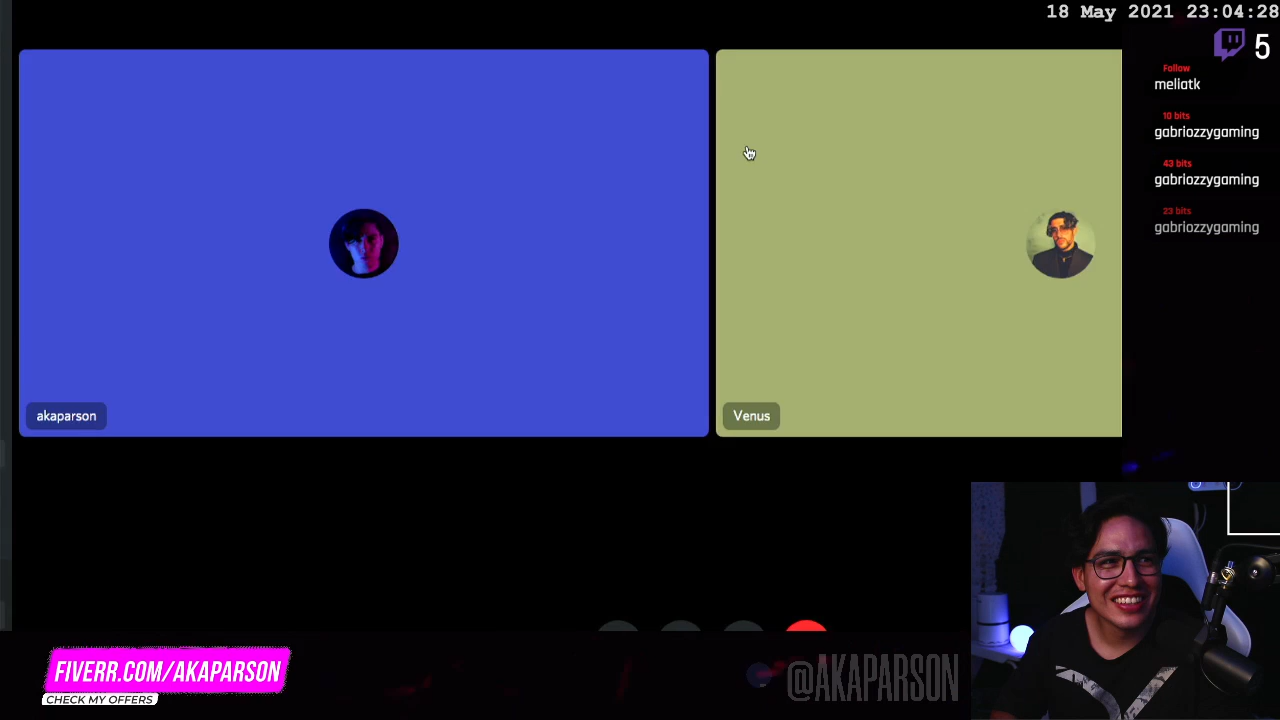 18 May 2021 23:04:28
5
Follow
meliatk
10 bits
gabriozzygaming
43 bits
gabriozzygaming
23 bits
gabriozzygaming
akaparson
Venus
FIVERR.COM/AKAPARSON
CHECK MY OFFERS
@AKAPARSON